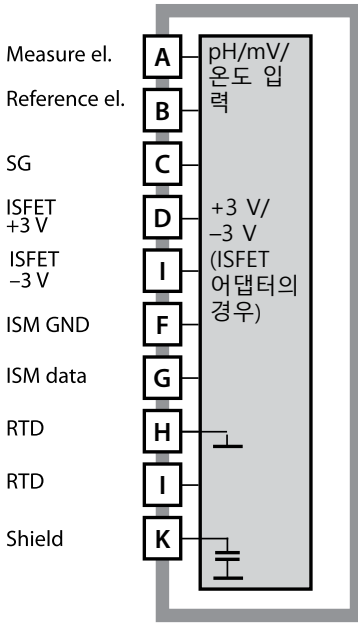 Measure el.
A
pH/mV/
온도 입
력
Reference el.
B
SG
C
ISFET
+3 V
D
+3 V/
–3 V
(ISFET
어댑터의
경우)
ISFET
–3 V
I
ISM GND
F
ISM data
G
RTD
H
RTD
I
Shield
K